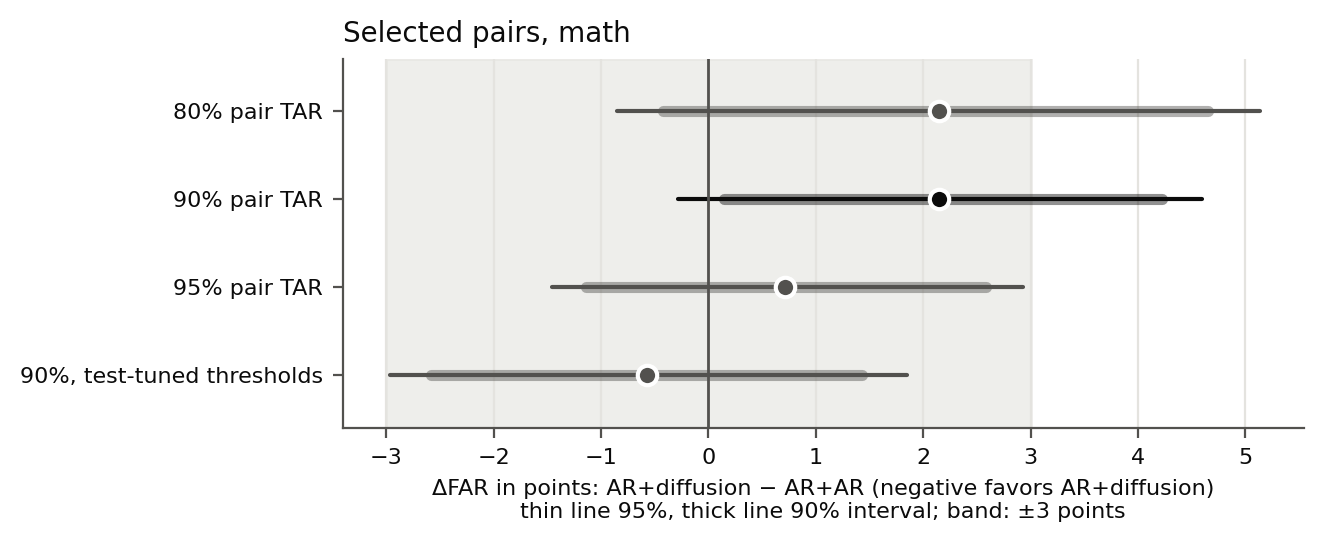 Selected pairs, math
80% pair TAR
90% pair TAR
95% pair TAR
90%, test-tuned thresholds
−3 −2 −1 0 1 2 3 4 5
ΔFAR in points: AR+diffusion − AR+AR (negative favors AR+diffusion)
thin line 95%, thick line 90% interval; band: ±3 points